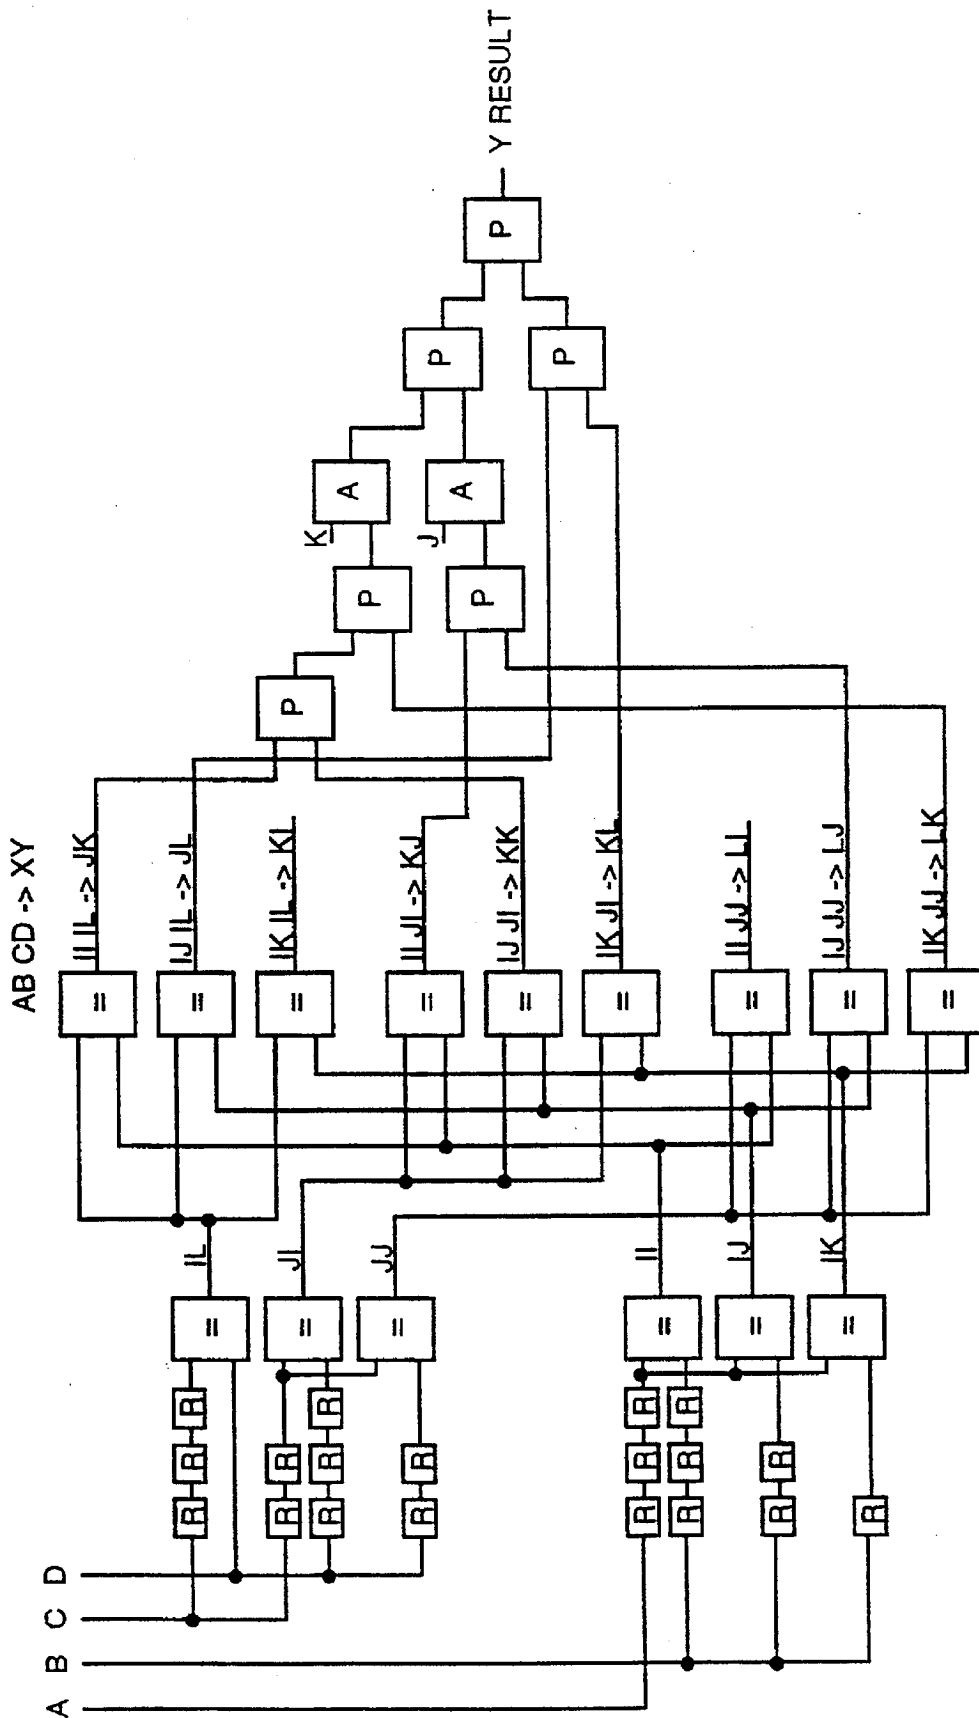 AB CD -> XY
A
B
C
D
= II IL -> JK
R R R
= IL
= IJ IL -> JL
R R
= JI
= IK IL -> KI
P
R R R
K
A
P
= JJ
= II JI -> KJ
R R
J
P
A
P
= IJ JI -> KK
P
Y RESULT
P
= IK JI -> KL
R R R
= II
R R R
= IJ
= II JJ -> LI
R R
= IK
= IJ JJ -> LJ
R
= IK JJ -> LK